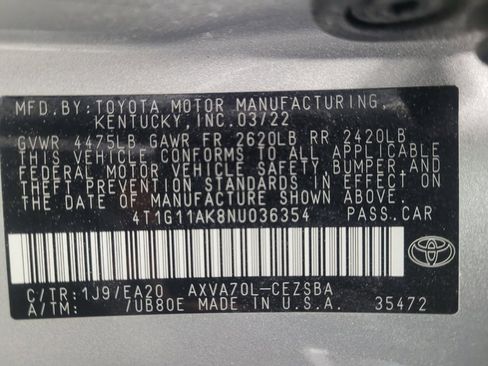 MFD. BY: TOYOTA MOTOR MANUFACTURING,
KENTUCKY, INC. 03/22
GVWR 4475LB GAWR FR 2620LB RR 2420LB
THIS VEHICLE CONFORMS TO ALL APPLICABLE
FEDERAL MOTOR VEHICLE SAFETY, BUMPER, AND
THEFT PREVENTION STANDARDS IN EFFECT ON
THE DATE OF MANUFACTURE SHOWN ABOVE.
4T1G11AK8NU036354 PASS. CAR
C/TR: 1J9/EA20 AXVA70L-CEZSBA
A/TM: /UB80E MADE IN U.S.A. 35472
TOYOTA